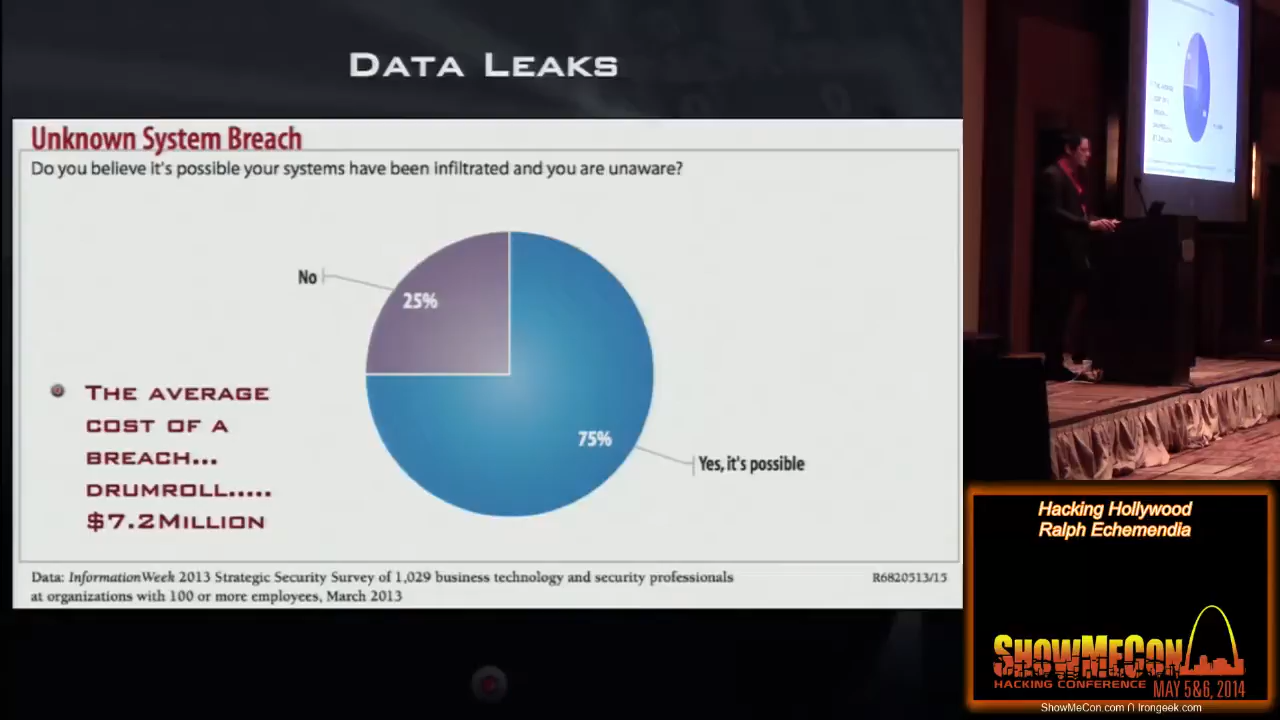 DATA LEAKS
Unknown System Breach
Do you believe it's possible your systems have been infiltrated and you are unaware?
No
25%
THE AVERAGE
COST OF A
BREACH...
DRUMROLL.....
$7.2MILLION
75%
Yes, it's possible
Data: InformationWeek 2013 Strategic Security Survey of 1,029 business technology and security professionals
at organizations with 100 or more employees, March 2013
R6820513/15
Hacking Hollywood
Ralph Echemendia
SHOWMECON
HACKING CONFERENCE
MAY 5&6, 2014
ShowMeCon.com ∩ Irongeek.com